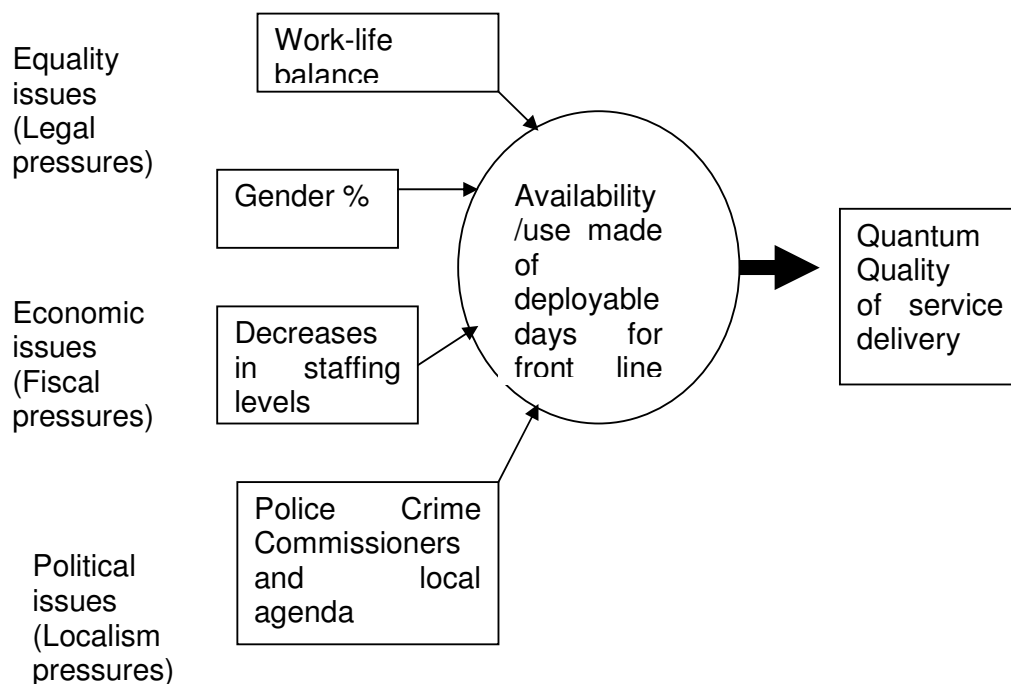 Equality
issues
(Legal
pressures)
Work-life
balance
Gender %
Economic
issues
(Fiscal
pressures)
Decreases
in staffing
levels
Political
issues
(Localism
pressures)
Police Crime
Commissioners
and local
agenda
Availability
/use made
of
deployable
days for
front line
Quantum
Quality
of service
delivery